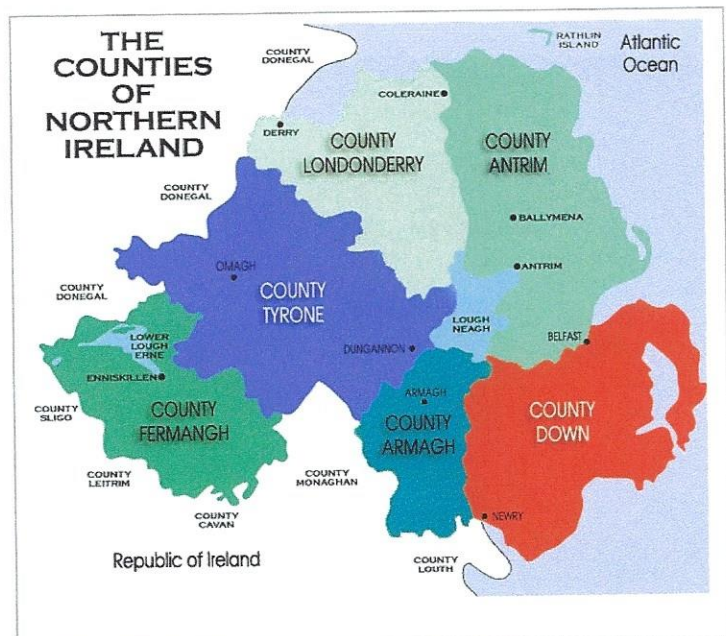 THE
COUNTIES
OF
NORTHERN
IRELAND
COUNTY
DONEGAL
RATHLIN
ISLAND
Atlantic
Ocean
COLERAINE
DERRY
COUNTY
LONDONDERRY
COUNTY
ANTRIM
COUNTY
DONEGAL
BALLYMENA
OMAGH
ANTRIM
COUNTY
DONEGAL
COUNTY
TYRONE
LOUGH
NEAGH
LOWER
LOUGH
ERNE
DUNGANNON
BELFAST
ENNISKILLEN
ARMAGH
COUNTY
SLIGO
COUNTY
FERMANGH
COUNTY
ARMAGH
COUNTY
DOWN
COUNTY
LEITRIM
COUNTY
MONAGHAN
COUNTY
CAVAN
NEWRY
Republic of Ireland
COUNTY
LOUTH